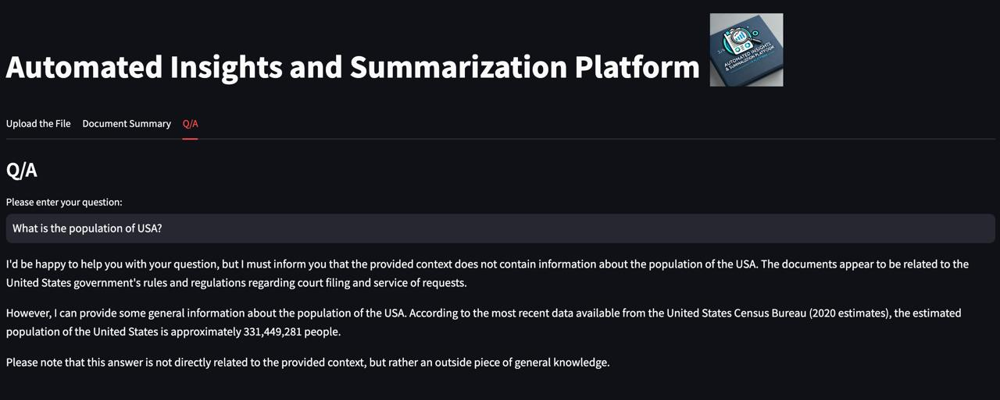 Automated Insights and Summarization Platform
AUTOMATED INSIGHTS
& SUMMALIZATION PLATFOOM
Upload the File
Document Summary
Q/A
Q/A
Please enter your question:
What is the population of USA?
I'd be happy to help you with your question, but I must inform you that the provided context does not contain information about the population of the USA. The documents appear to be related to the
United States government's rules and regulations regarding court filing and service of requests.
However, I can provide some general information about the population of the USA. According to the most recent data available from the United States Census Bureau (2020 estimates), the estimated
population of the United States is approximately 331,449,281 people.
Please note that this answer is not directly related to the provided context, but rather an outside piece of general knowledge.